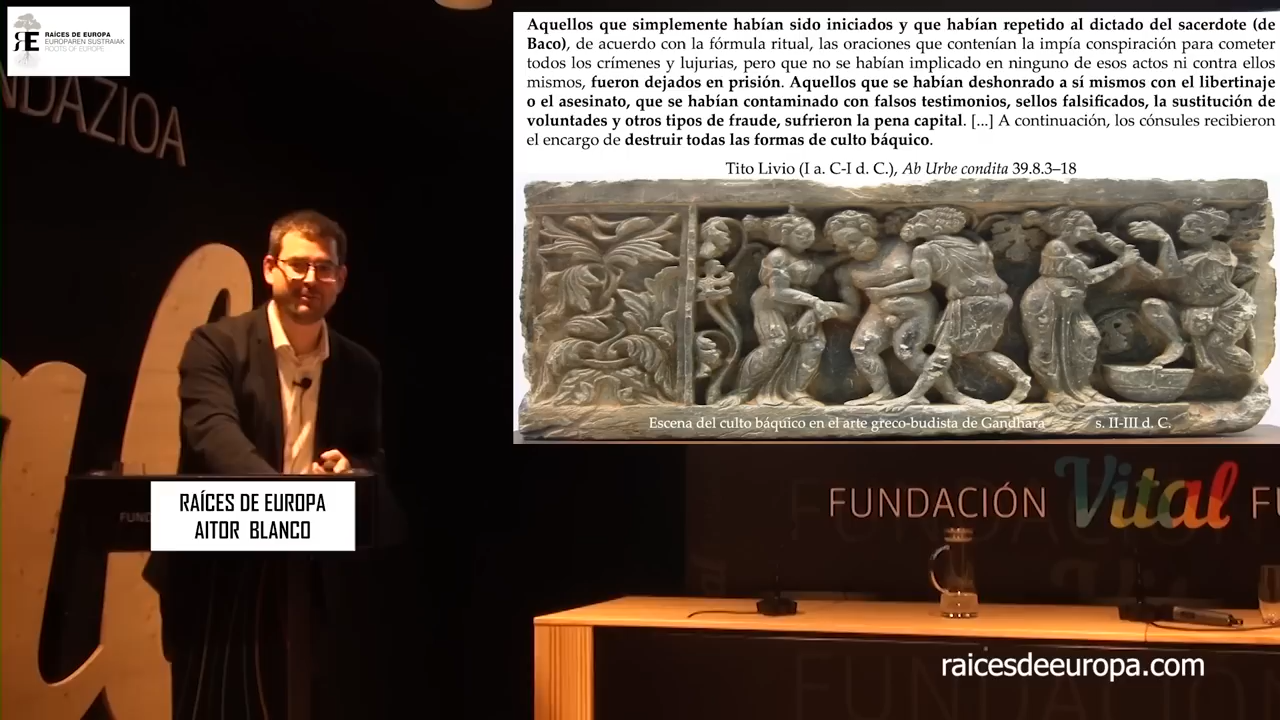 RAÍCES DE EUROPA
EUROPAREN SUSTRAIAK
ROOTS OF EUROPE
NDAZIOA
Aquellos que simplemente habían sido iniciados y que habían repetido al dictado del sacerdote (de
Baco), de acuerdo con la fórmula ritual, las oraciones que contenían la impía conspiración para cometer
todos los crímenes y lujurias, pero que no se habían implicado en ninguno de esos actos ni contra ellos
mismos, fueron dejados en prisión. Aquellos que se habían deshonrado a sí mismos con el libertinaje
o el asesinato, que se habían contaminado con falsos testimonios, sellos falsificados, la sustitución de
voluntades y otros tipos de fraude, sufrieron la pena capital. [...] A continuación, los cónsules recibieron
el encargo de destruir todas las formas de culto báquico.
Tito Livio (I a. C-I d. C.), Ab Urbe condita 39.8.3–18
Escena del culto báquico en el arte greco-budista de Gandhara s. II-III d. C.
RAÍCES DE EUROPA
AITOR BLANCO
FUND
FUNDACIÓN Vital FU
raicesdeeuropa.com
FUNDACION